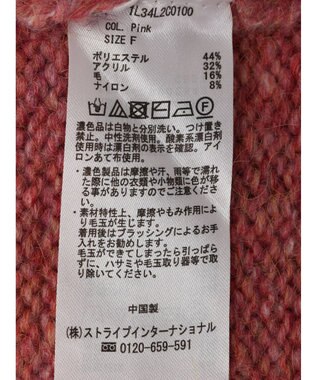 1L34L2C0100
COL. Pink
SIZE F
ポリエステル 44%
アクリル 32%
毛 16%
ナイロン 8%
濃色品は白物と分別洗い。つけ置き
禁止。中性洗剤使用。酸素系漂白剤
使用時は漂白剤の表示を確認。アイ
ロンあて布使用。
・濃色製品は摩擦や汗、雨等で濡れ
た際に他の衣類や小物類に色が移
る事がありますのでご注意くださ
い。
・素材特性上、摩擦やもみ作用によ
り毛玉が生じます。
着用後はブラッシングによるお手
入れをお勧めします。
毛玉ができてしまったら引っぱら
ずに、ハサミや毛玉取り器等で取
り除いてください。
中国製
(株)ストライプインターナショナル
0120-659-591